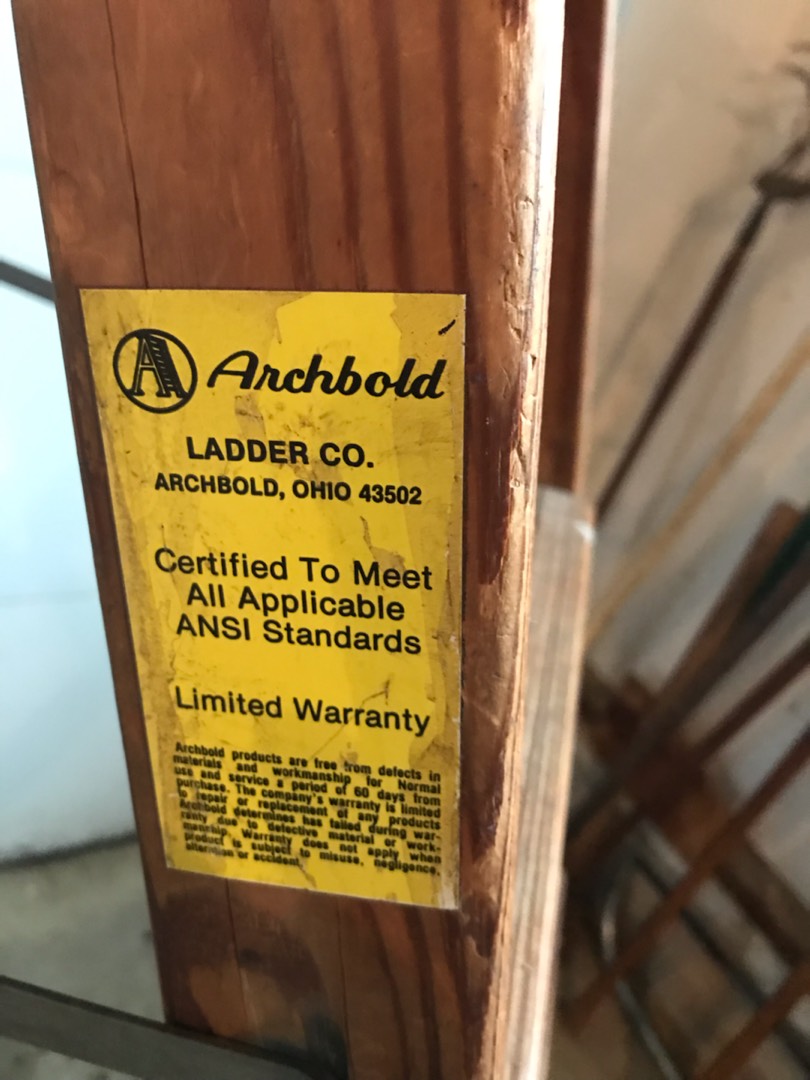 A Archbold
LADDER CO.
ARCHBOLD, OHIO 43502
Certified To Meet
All Applicable
ANSI Standards
Limited Warranty
Archbold products are free from defects in
materials and workmanship for Normal
use and service a period of 60 days from
purchase. The company's warranty is limited
to repair or replacement of any products
Archbold determines has failed during war-
ranty due to defective material or work-
manship. Warranty does not apply when
product is subject to misuse, negligence,
alteration or accident.